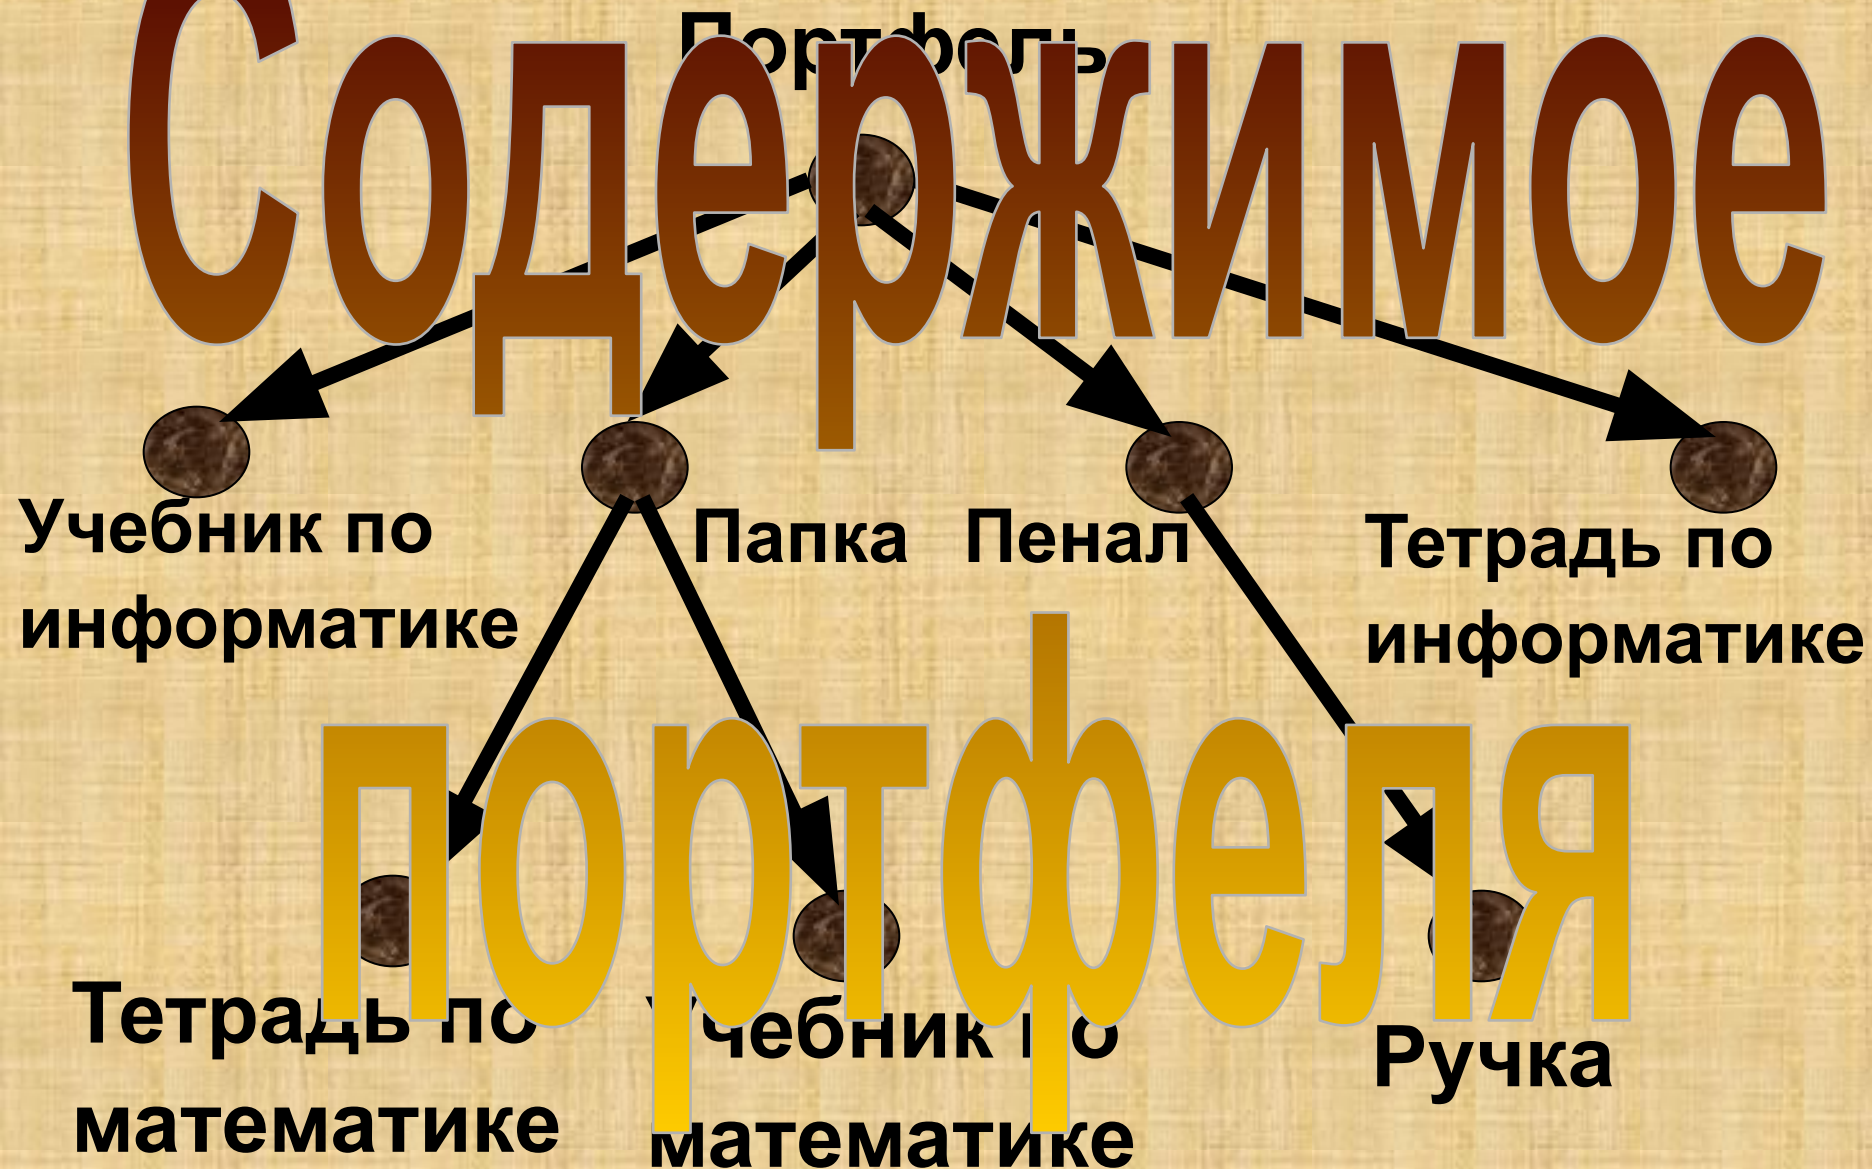 Портфель
Содержимое
Учебник по
информатике
Папка
Пенал
Тетрадь по
информатике
портфеля
Тетрадь по
математике
Учебник по
математике
Ручка